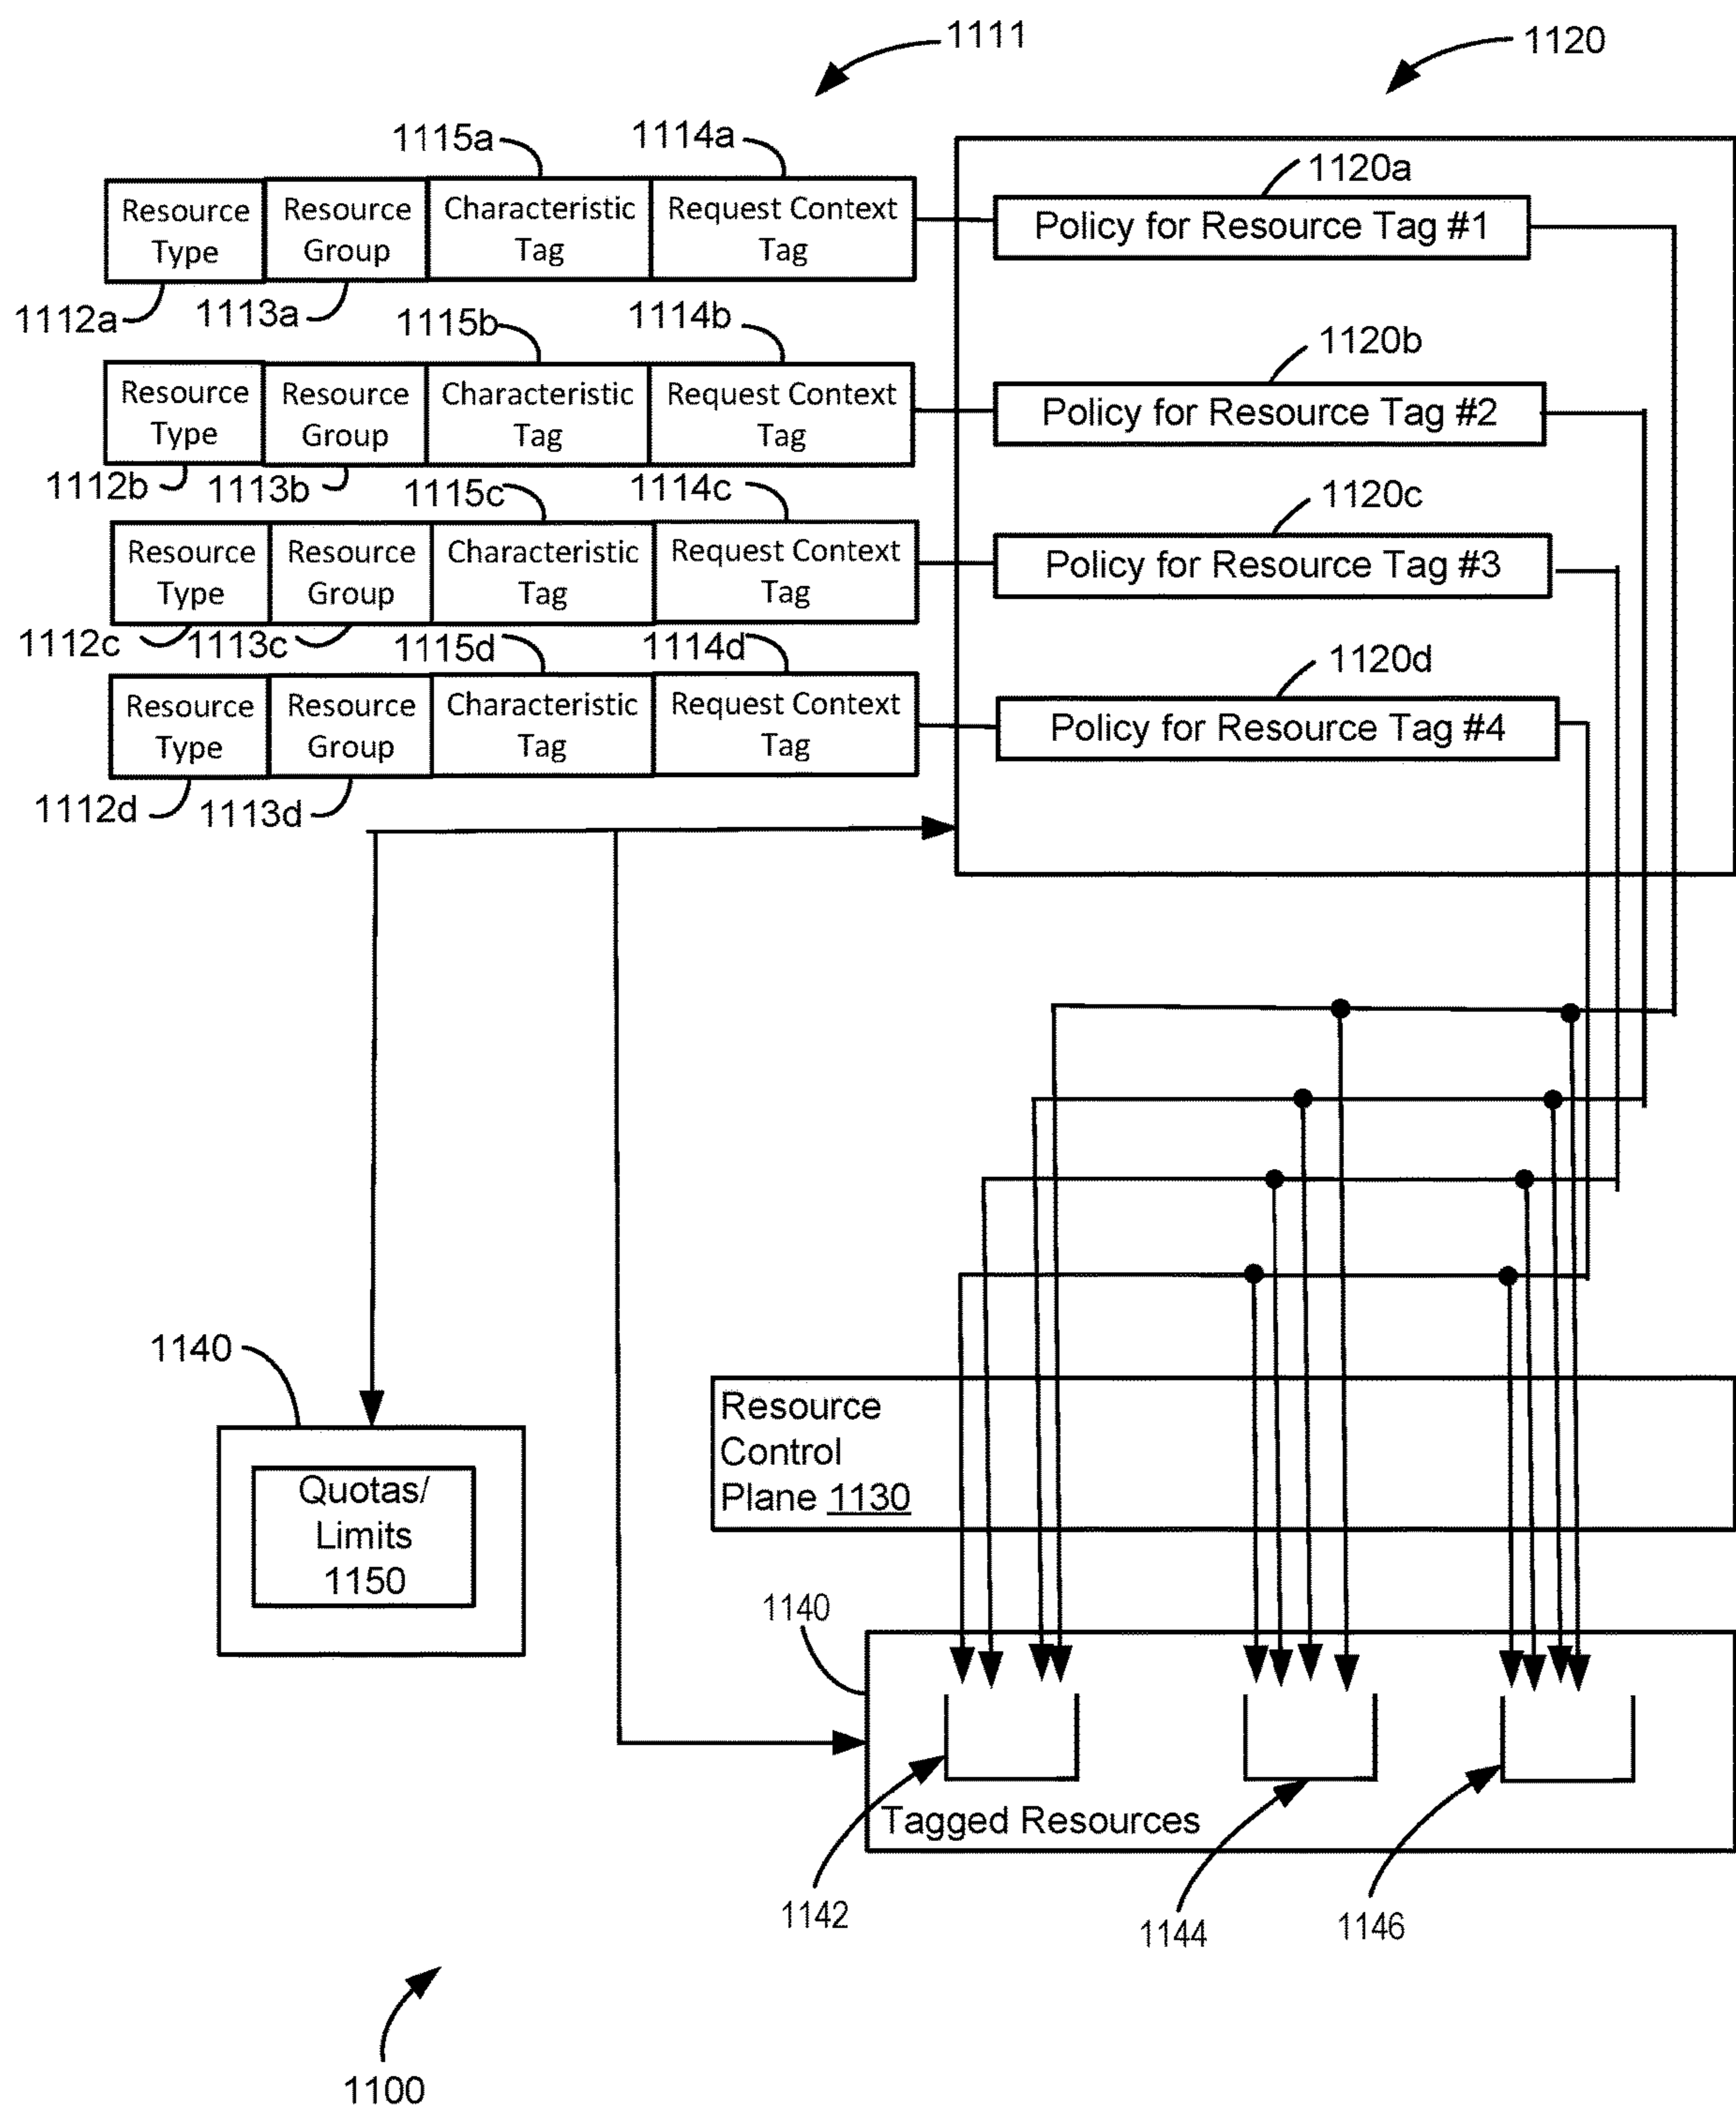 1111
1120
1115a
1114a
1120a
Resource
Type
Resource
Group
Characteristic
Tag
Request Context
Tag
Policy for Resource Tag #1
1112a
1113a
1115b
1114b
1120b
Resource
Type
Resource
Group
Characteristic
Tag
Request Context
Tag
Policy for Resource Tag #2
1112b
1113b
1115c
1114c
1120c
Resource
Type
Resource
Group
Characteristic
Tag
Request Context
Tag
Policy for Resource Tag #3
1112c
1113c
1115d
1114d
1120d
Resource
Type
Resource
Group
Characteristic
Tag
Request Context
Tag
Policy for Resource Tag #4
1112d
1113d
1140
Quotas/
Limits
1150
Resource
Control
Plane 1130
1140
Tagged Resources
1142
1144
1146
1100